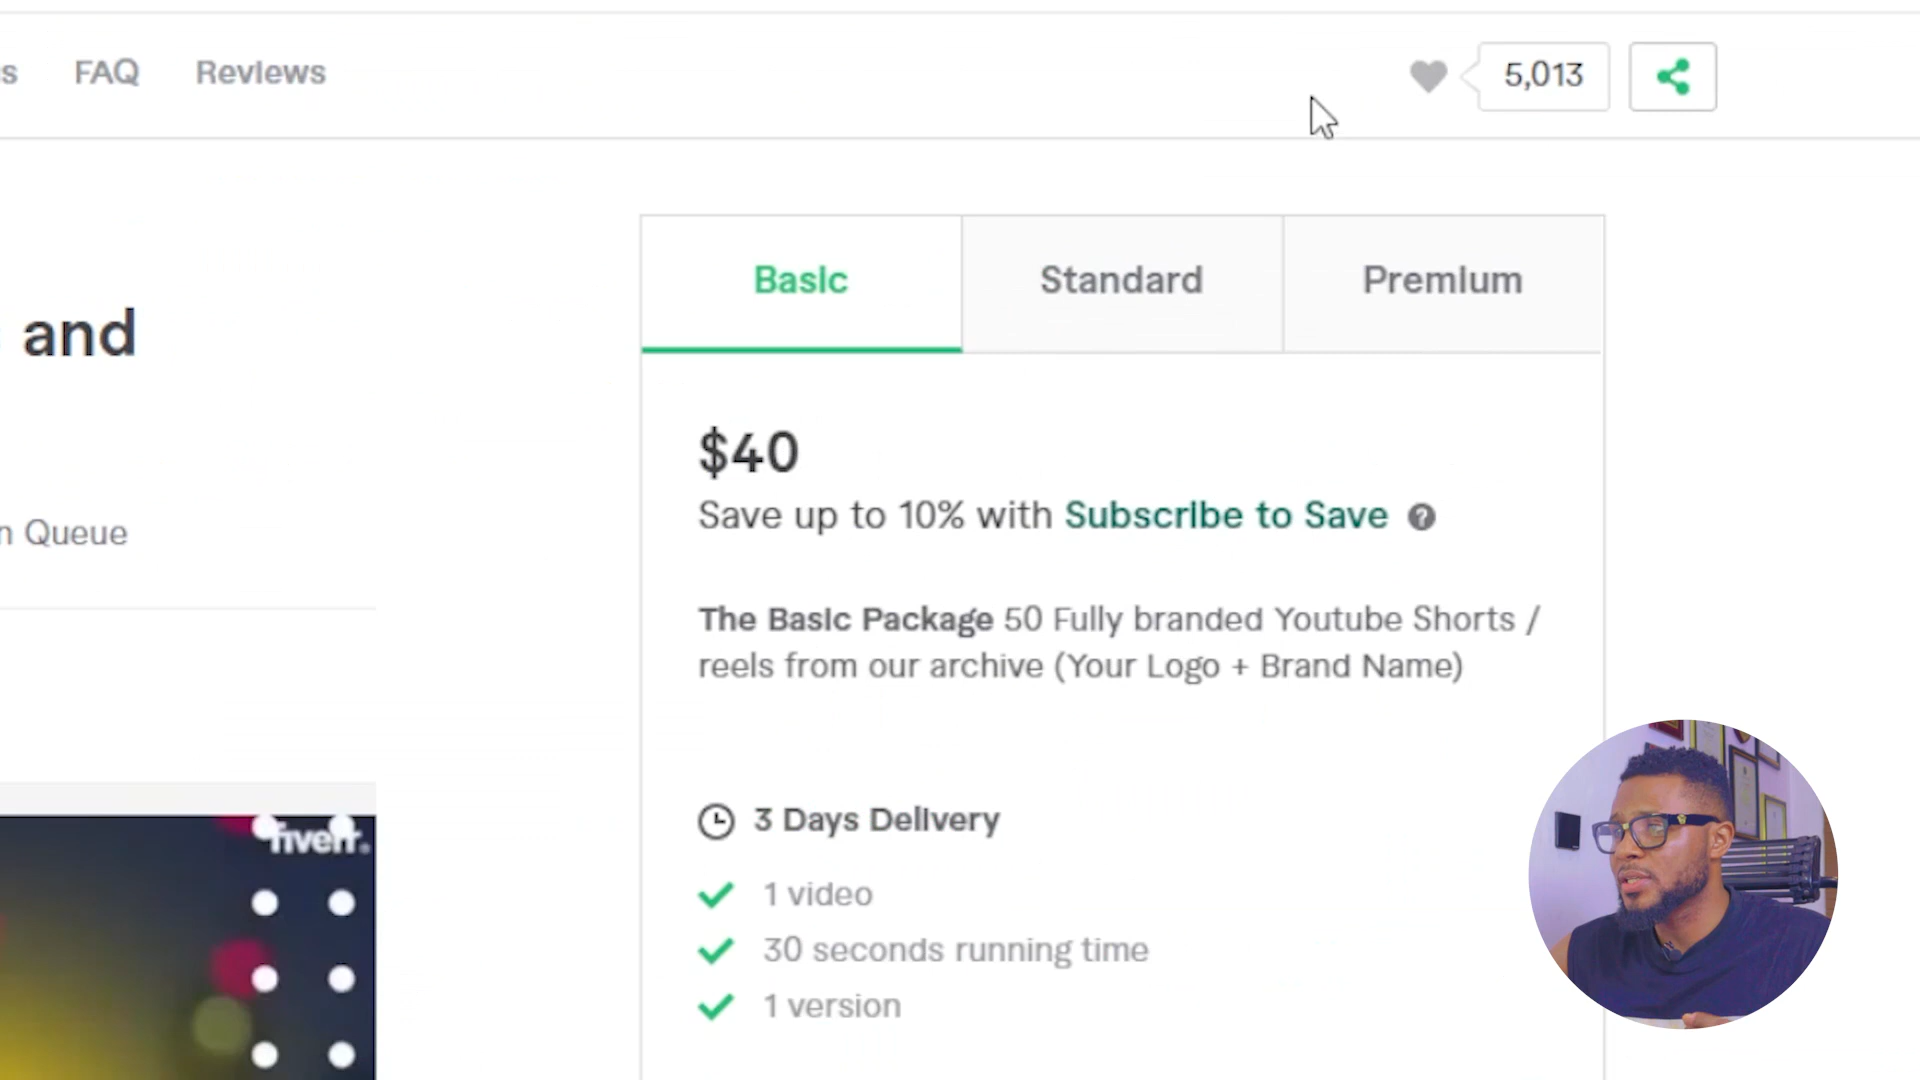 s FAQ Reviews 5,013
Basic Standard Premium
and
$40
Save up to 10% with Subscribe to Save ?
n Queue
The Basic Package 50 Fully branded Youtube Shorts /
reels from our archive (Your Logo + Brand Name)
3 Days Delivery
fiverr.
1 video
30 seconds running time
1 version